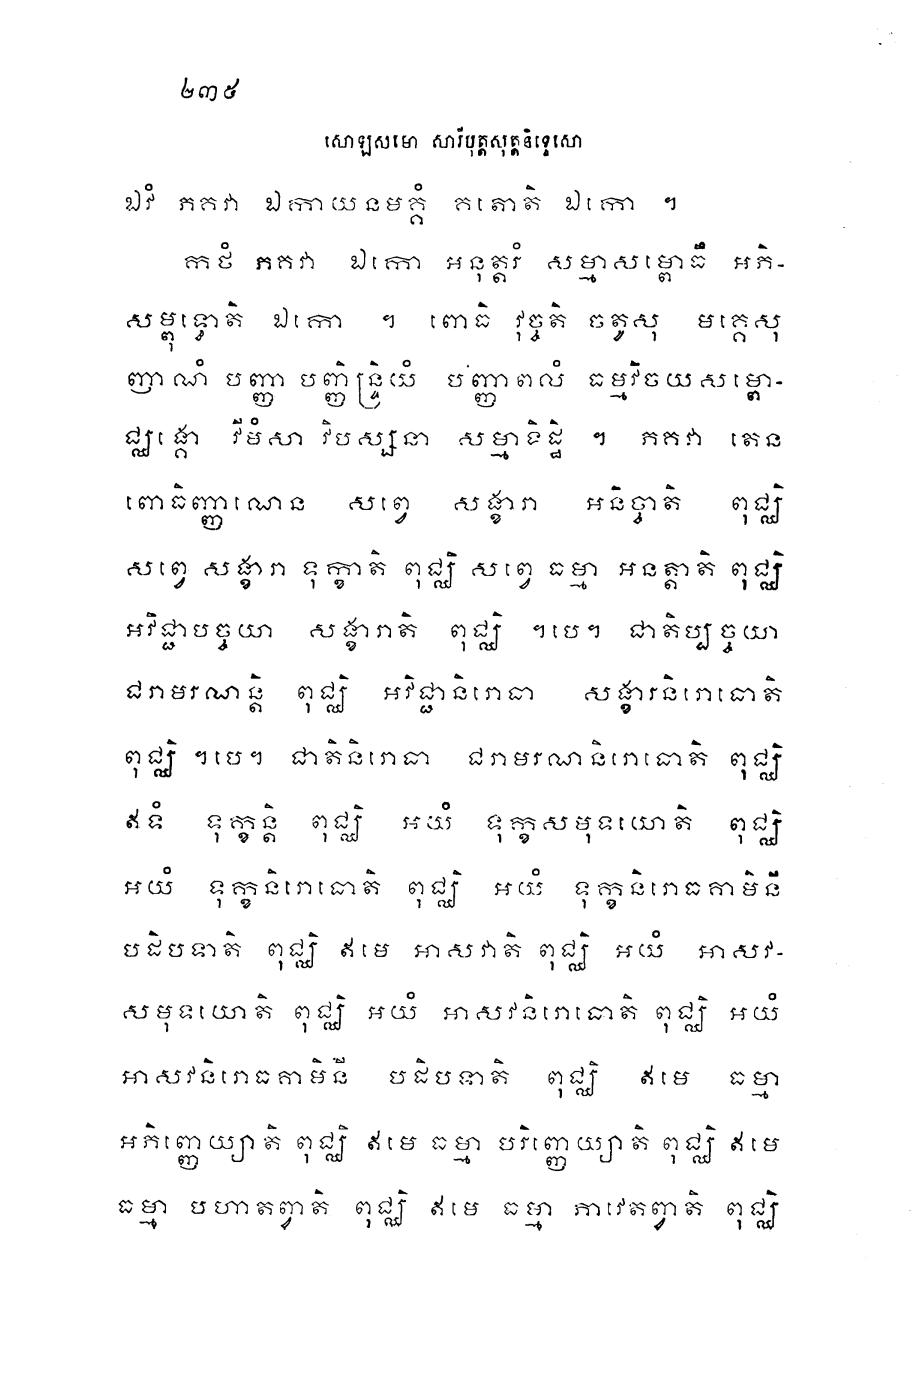 ២៣៥
សោឡសមោ សារីបុត្តសុត្តនិទ្ទេសោ
ឯវំ ភគវា ឯកាយនមគ្គំ គតោតិ ឯកោ ។
កថំ ភគវា ឯកោ អនុត្តរំ សម្មាសម្ពោធឹ អភិ-
សម្ពុទ្ធោតិ ឯកោ ។ ពោធិ វុច្ចតិ ចតូសុ មគ្គេសុ
ញាណំ បញ្ញា បញ្ញិន្ទ្រិយំ បញ្ញាពលំ ធម្មវិចយសម្ពោ-
ជ្ឈង្គោ វីមំសា វិបស្សនា សម្មាទិដ្ឋិ ។ ភគវា តេន
ពោធិញ្ញាណេន សព្វេ សង្ខារា អនិច្ចាតិ ពុជ្ឈិ
សព្វេ សង្ខារា ទុក្ខាតិ ពុជ្ឈិ សព្វេ ធម្មា អនត្តាតិ ពុជ្ឈិ
អវិជ្ជាបច្ចយា សង្ខារាតិ ពុជ្ឈិ ។បេ។ ជាតិប្បច្ចយា
ជរាមរណន្តិ ពុជ្ឈិ អវិជ្ជានិរោធា សង្ខារនិរោធោតិ
ពុជ្ឈិ ។បេ។ ជាតិនិរោធា ជរាមរណនិរោធោតិ ពុជ្ឈិ
ឥទំ ទុក្ខន្តិ ពុជ្ឈិ អយំ ទុក្ខសមុទយោតិ ពុជ្ឈិ
អយំ ទុក្ខនិរោធោតិ ពុជ្ឈិ អយំ ទុក្ខនិរោធគាមិនី
បដិបទាតិ ពុជ្ឈិ ឥមេ អាសវាតិ ពុជ្ឈិ អយំ អាសវ-
សមុទយោតិ ពុជ្ឈិ អយំ អាសវនិរោធោតិ ពុជ្ឈិ អយំ
អាសវនិរោធគាមិនី បដិបទាតិ ពុជ្ឈិ ឥមេ ធម្មា
អភិញ្ញេយ្យាតិ ពុជ្ឈិ ឥមេ ធម្មា បរិញ្ញេយ្យាតិ ពុជ្ឈិ ឥមេ
ធម្មា បហាតព្វាតិ ពុជ្ឈិ ឥមេ ធម្មា ភាវេតព្វាតិ ពុជ្ឈិ